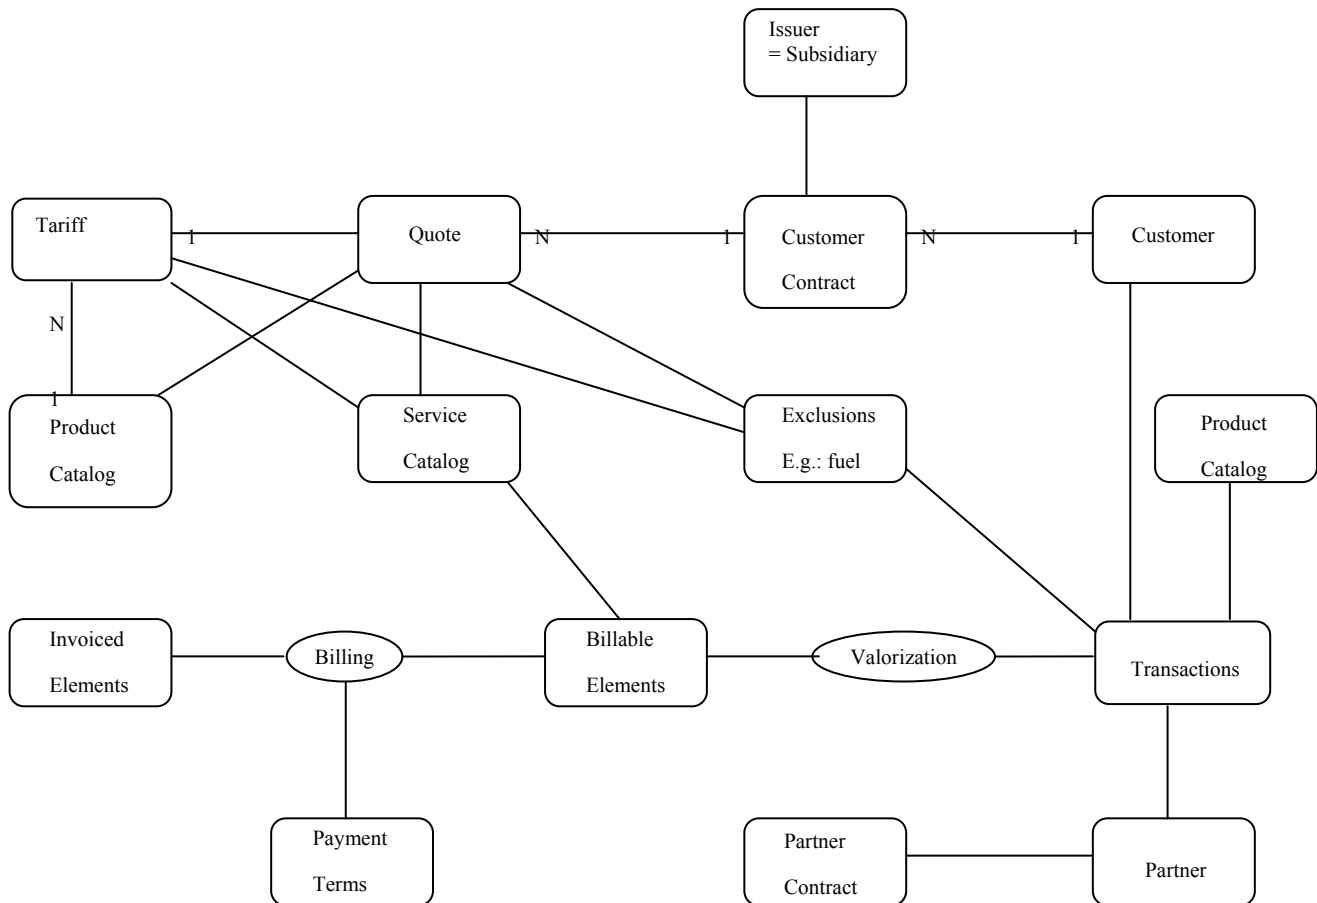 Issuer
= Subsidiary
Tariff
1
Quote
N
1
Customer
Contract
N
1
Customer
N
1
Product
Catalog
Service
Catalog
Exclusions
E.g.: fuel
Product
Catalog
Invoiced
Elements
Billing
Billable
Elements
Valorization
Transactions
Payment
Terms
Partner
Contract
Partner